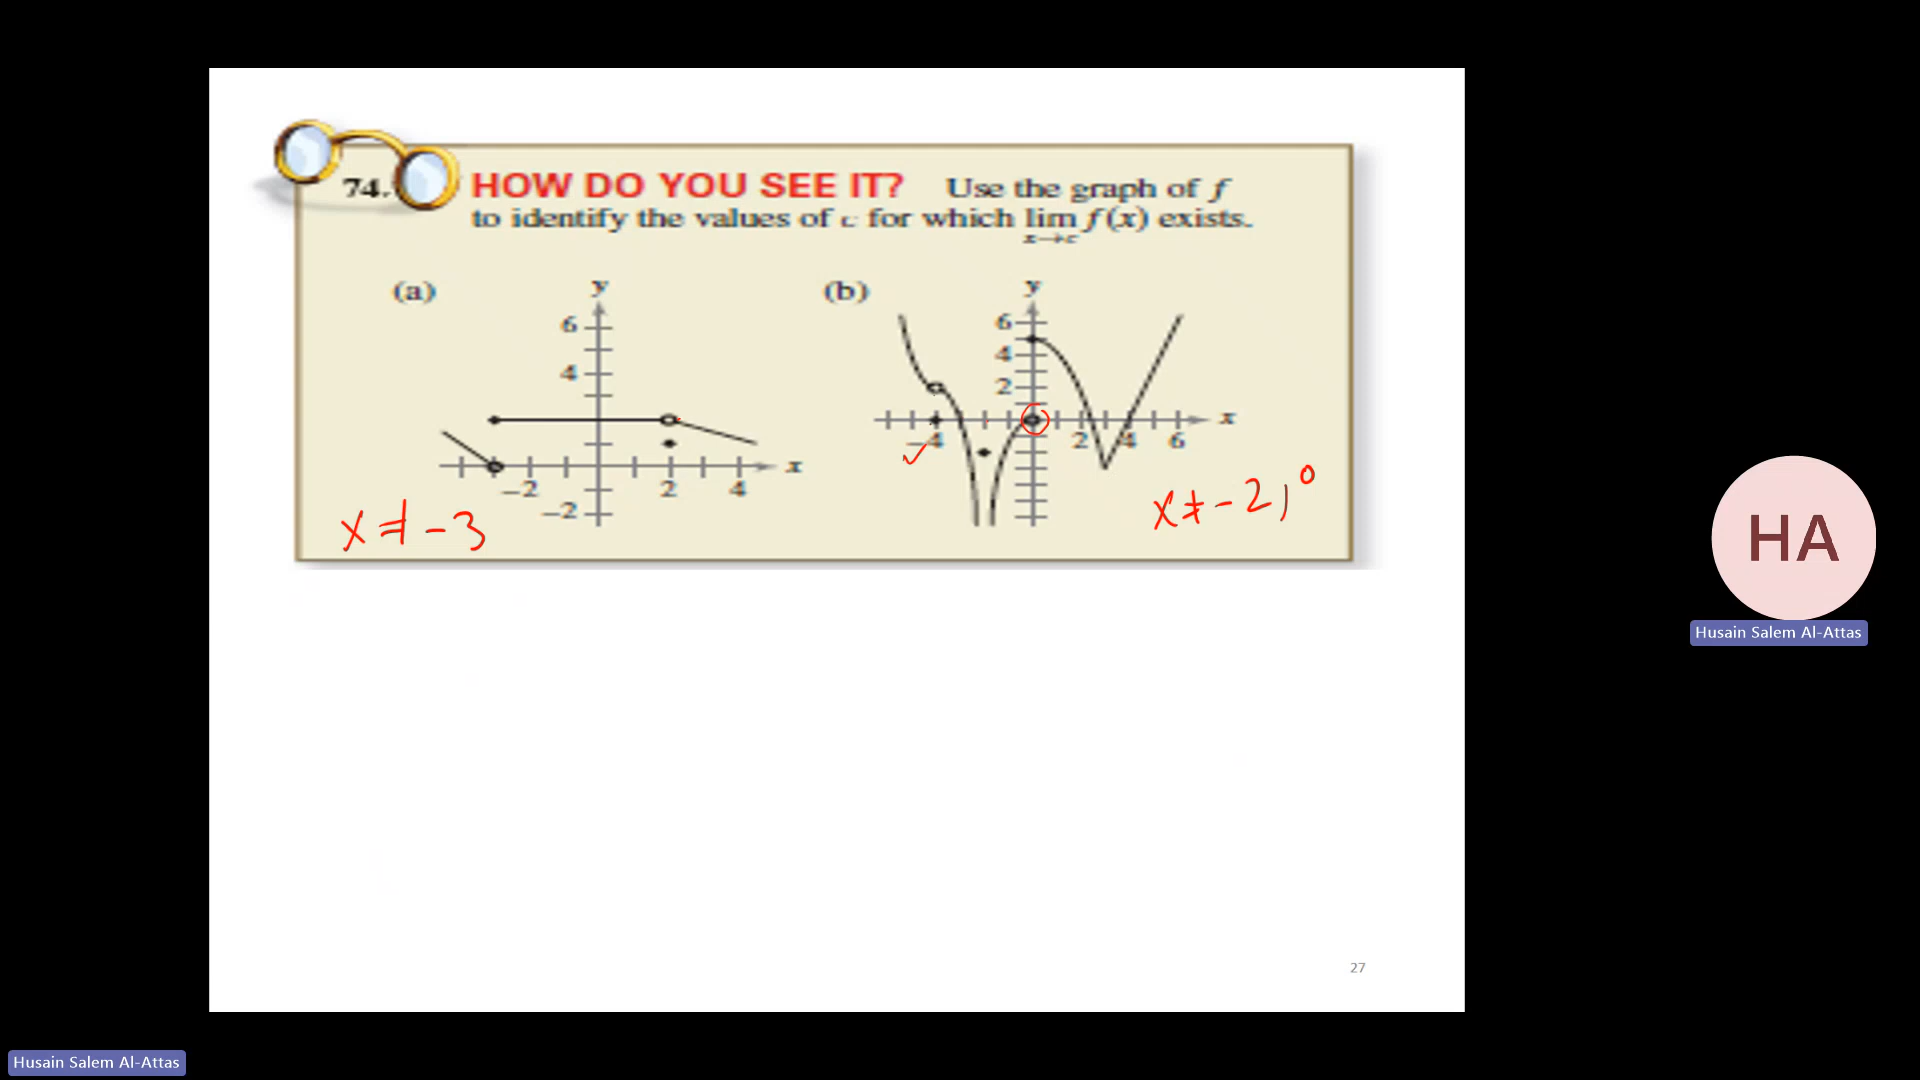 74. HOW DO YOU SEE IT? Use the graph of f
to identify the values of c for which lim f(x) exists.
x→c
(a)
y
6
4
-2
2
4
x
-2
x ≠ -3
(b)
y
6
4
2
-4
2
4
6
x
x ≠ -2, 0
27
HA
Husain Salem Al-Attas
Husain Salem Al-Attas